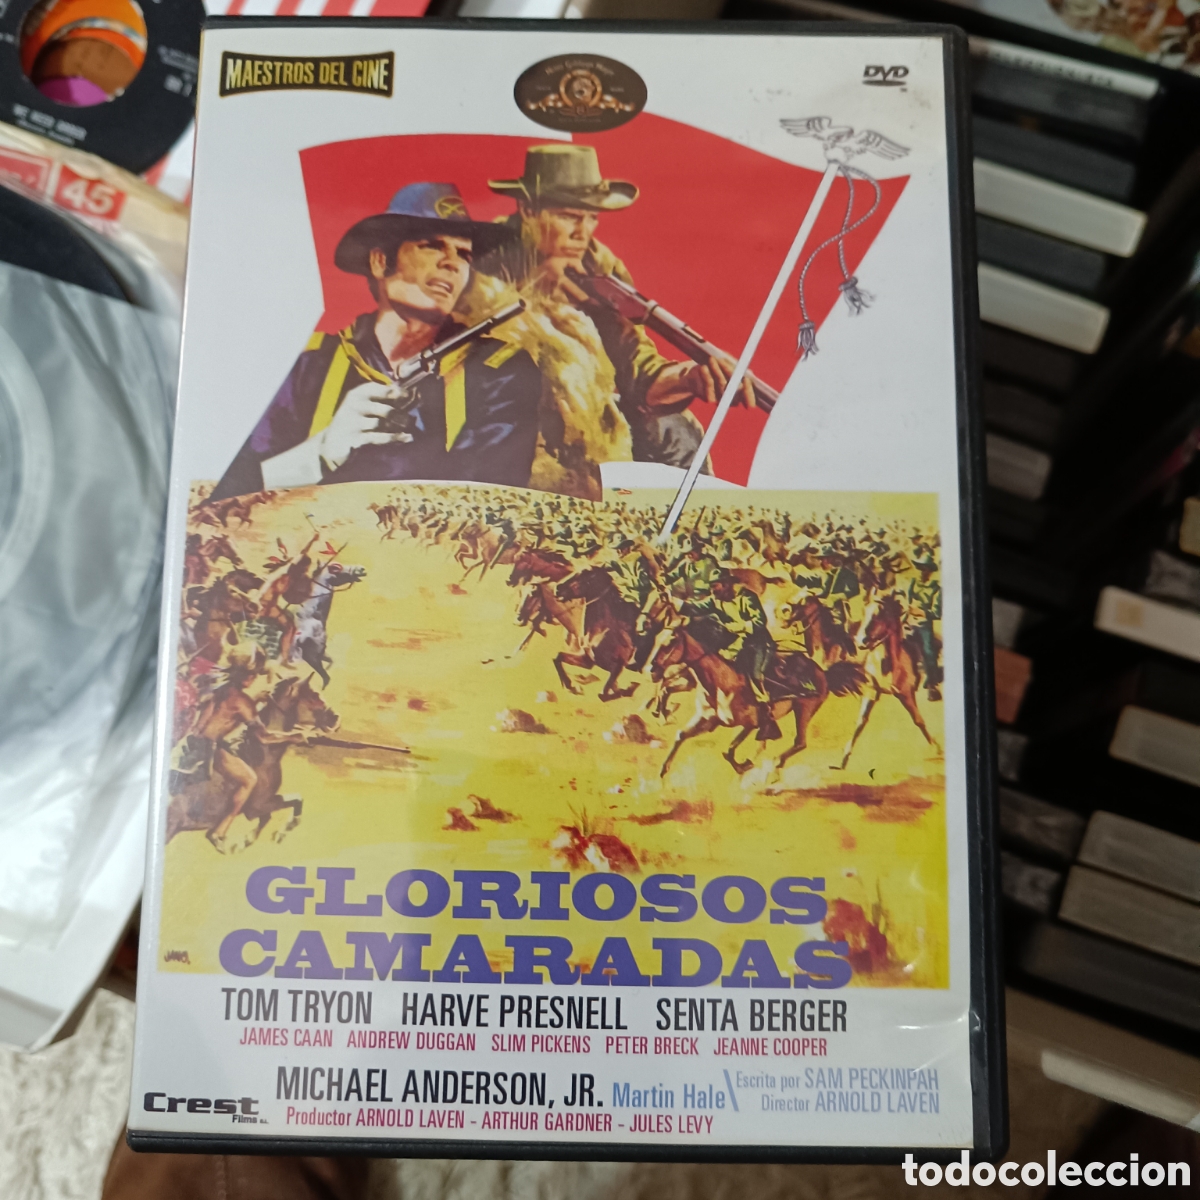 MAESTROS DEL CINE
DVD
45
GLORIOSOS
CAMARADAS
JANO.
TOM TRYON HARVE PRESNELL SENTA BERGER
JAMES CAAN ANDREW DUGGAN SLIM PICKENS PETER BRECK JEANNE COOPER
MICHAEL ANDERSON, JR. Martin Hale
Escrita por SAM PECKINPAH
Director ARNOLD LAVEN
Crest
Films S.L.
Productor ARNOLD LAVEN - ARTHUR GARDNER - JULES LEVY
todocoleccion